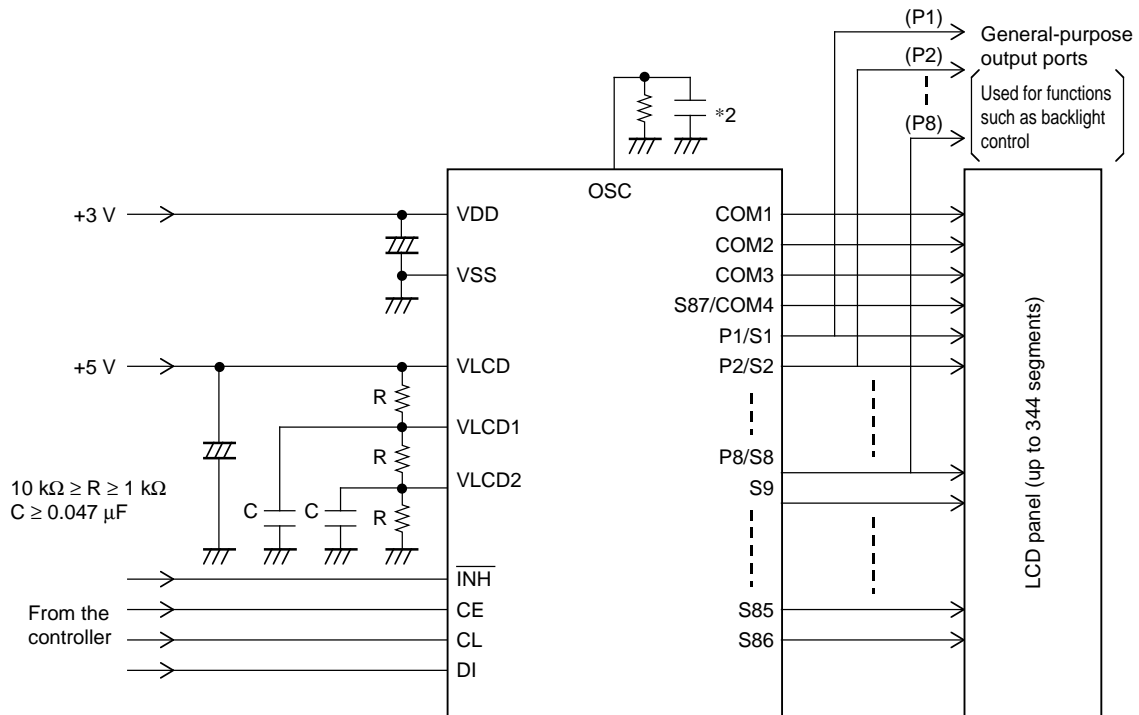 (P1)
General-purpose
output ports
(P2)
Used for functions
such as backlight
control
(P8)
*2
OSC
+3 V
VDD
COM1
COM2
VSS
COM3
S87/COM4
P1/S1
+5 V
VLCD
P2/S2
R
VLCD1
R
P8/S8
VLCD2
S9
10 kΩ ≥ R ≥ 1 kΩ
C ≥ 0.047 µF
C
C
R
LCD panel (up to 344 segments)
INH
From the
controller
CE
S85
CL
S86
DI